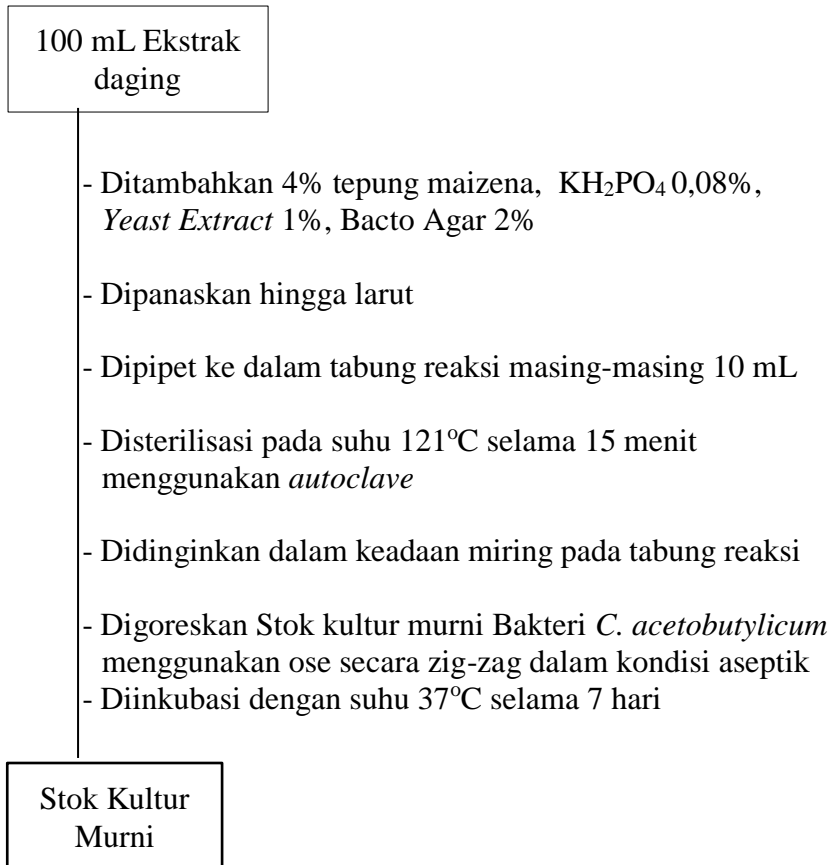 100 mL Ekstrak
daging
- Ditambahkan 4% tepung maizena, KH₂PO₄ 0,08%,
Yeast Extract 1%, Bacto Agar 2%
- Dipanaskan hingga larut
- Dipipet ke dalam tabung reaksi masing-masing 10 mL
- Disterilisasi pada suhu 121ᵒC selama 15 menit
menggunakan autoclave
- Didinginkan dalam keadaan miring pada tabung reaksi
- Digoreskan Stok kultur murni Bakteri C. acetobutylicum
menggunakan ose secara zig-zag dalam kondisi aseptik
- Diinkubasi dengan suhu 37ᵒC selama 7 hari
Stok Kultur
Murni